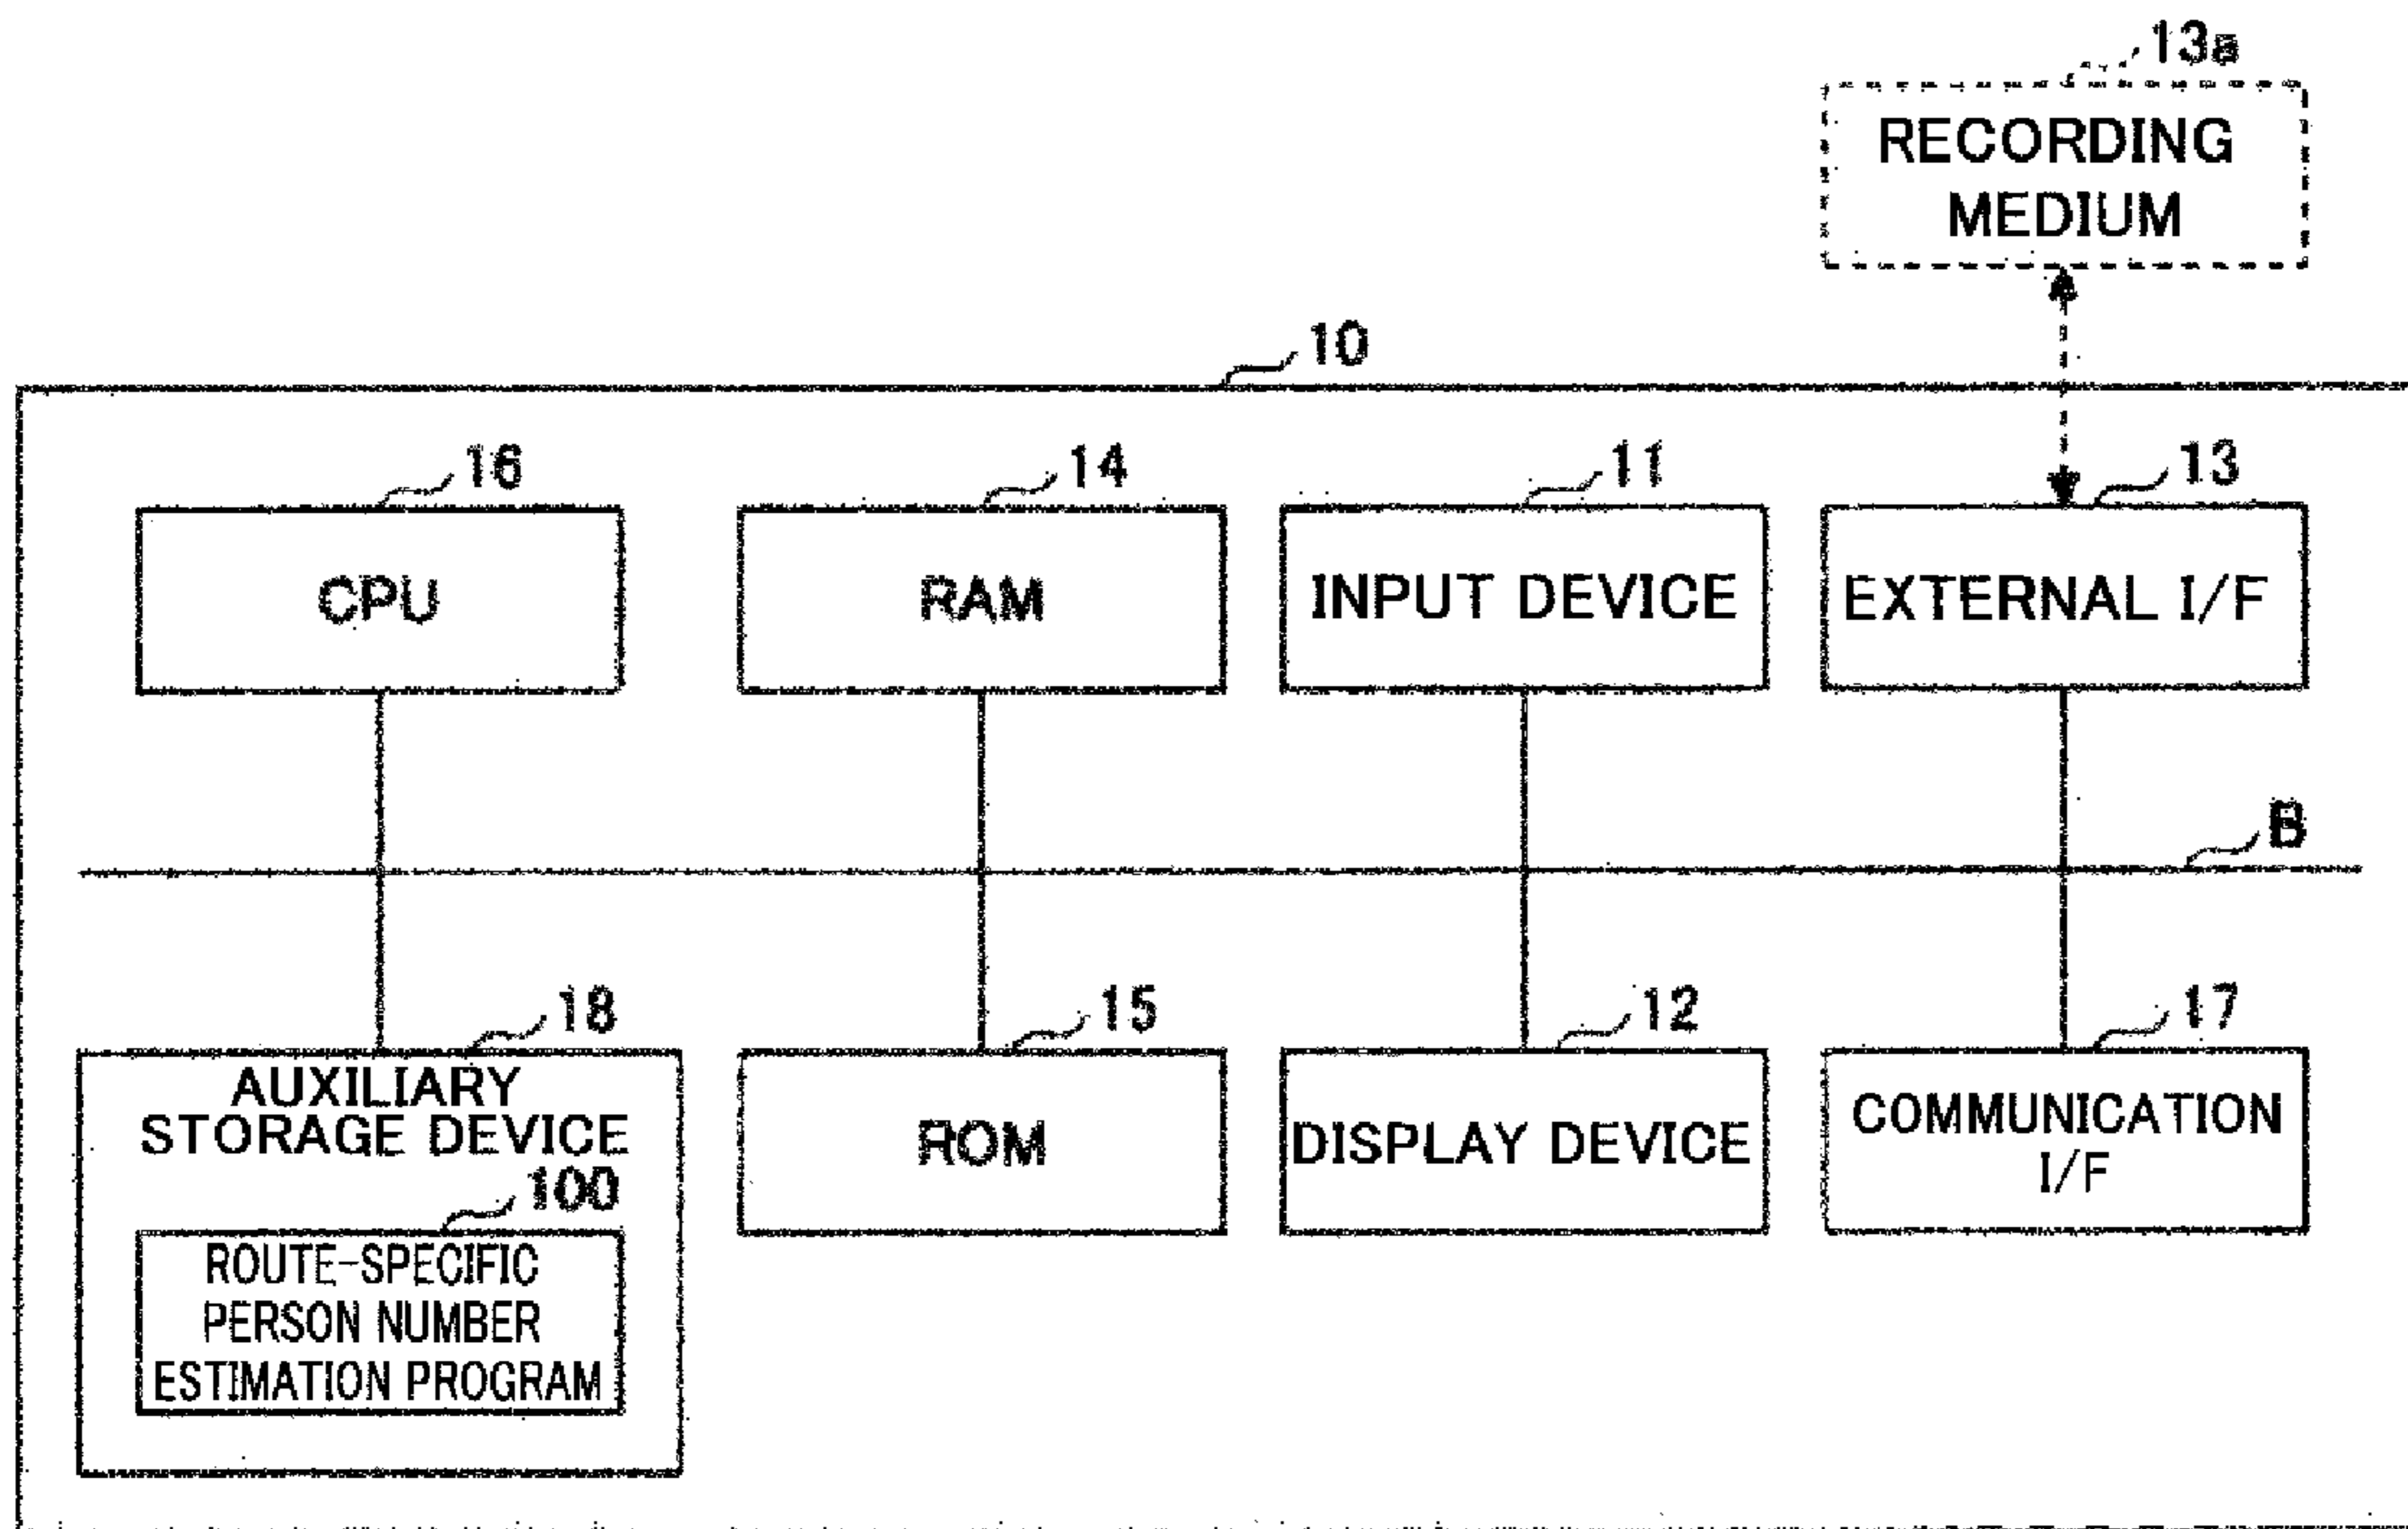 13a
RECORDING
MEDIUM
10
16
14
11
13
CPU
RAM
INPUT DEVICE
EXTERNAL I/F
B
18
15
12
17
AUXILIARY
STORAGE DEVICE
ROM
DISPLAY DEVICE
COMMUNICATION
I/F
100
ROUTE-SPECIFIC
PERSON NUMBER
ESTIMATION PROGRAM